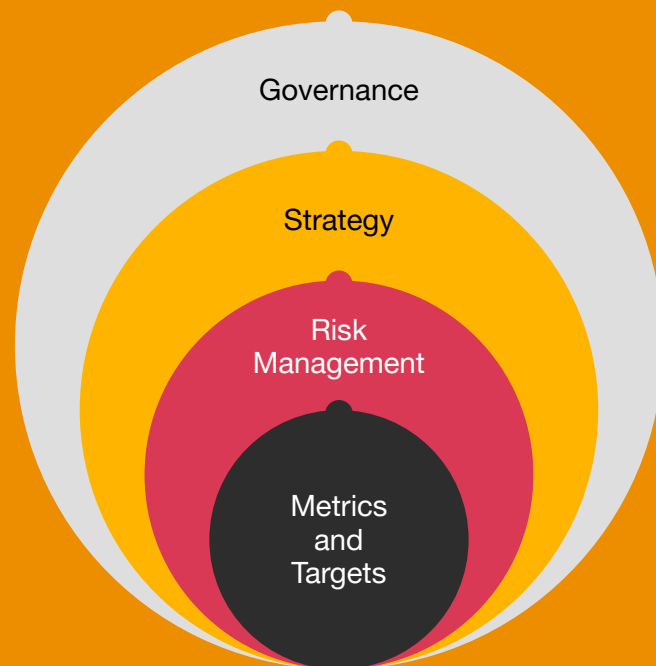 Governance
Strategy
Risk
Management
Metrics
and
Targets